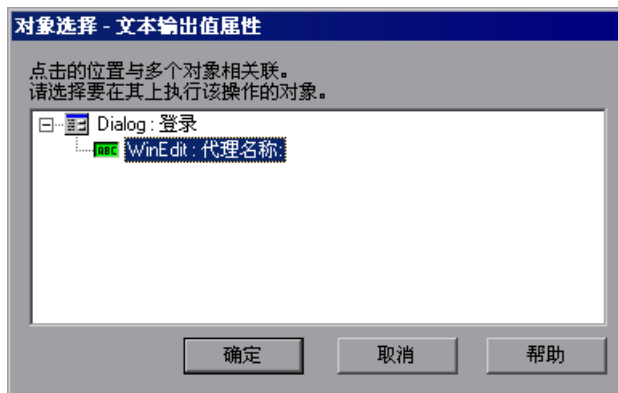 对象选择 - 文本输出值属性
点击的位置与多个对象相关联。
请选择要在其上执行该操作的对象。
Dialog : 登录
ABC WinEdit : 代理名称:
确定 取消 帮助